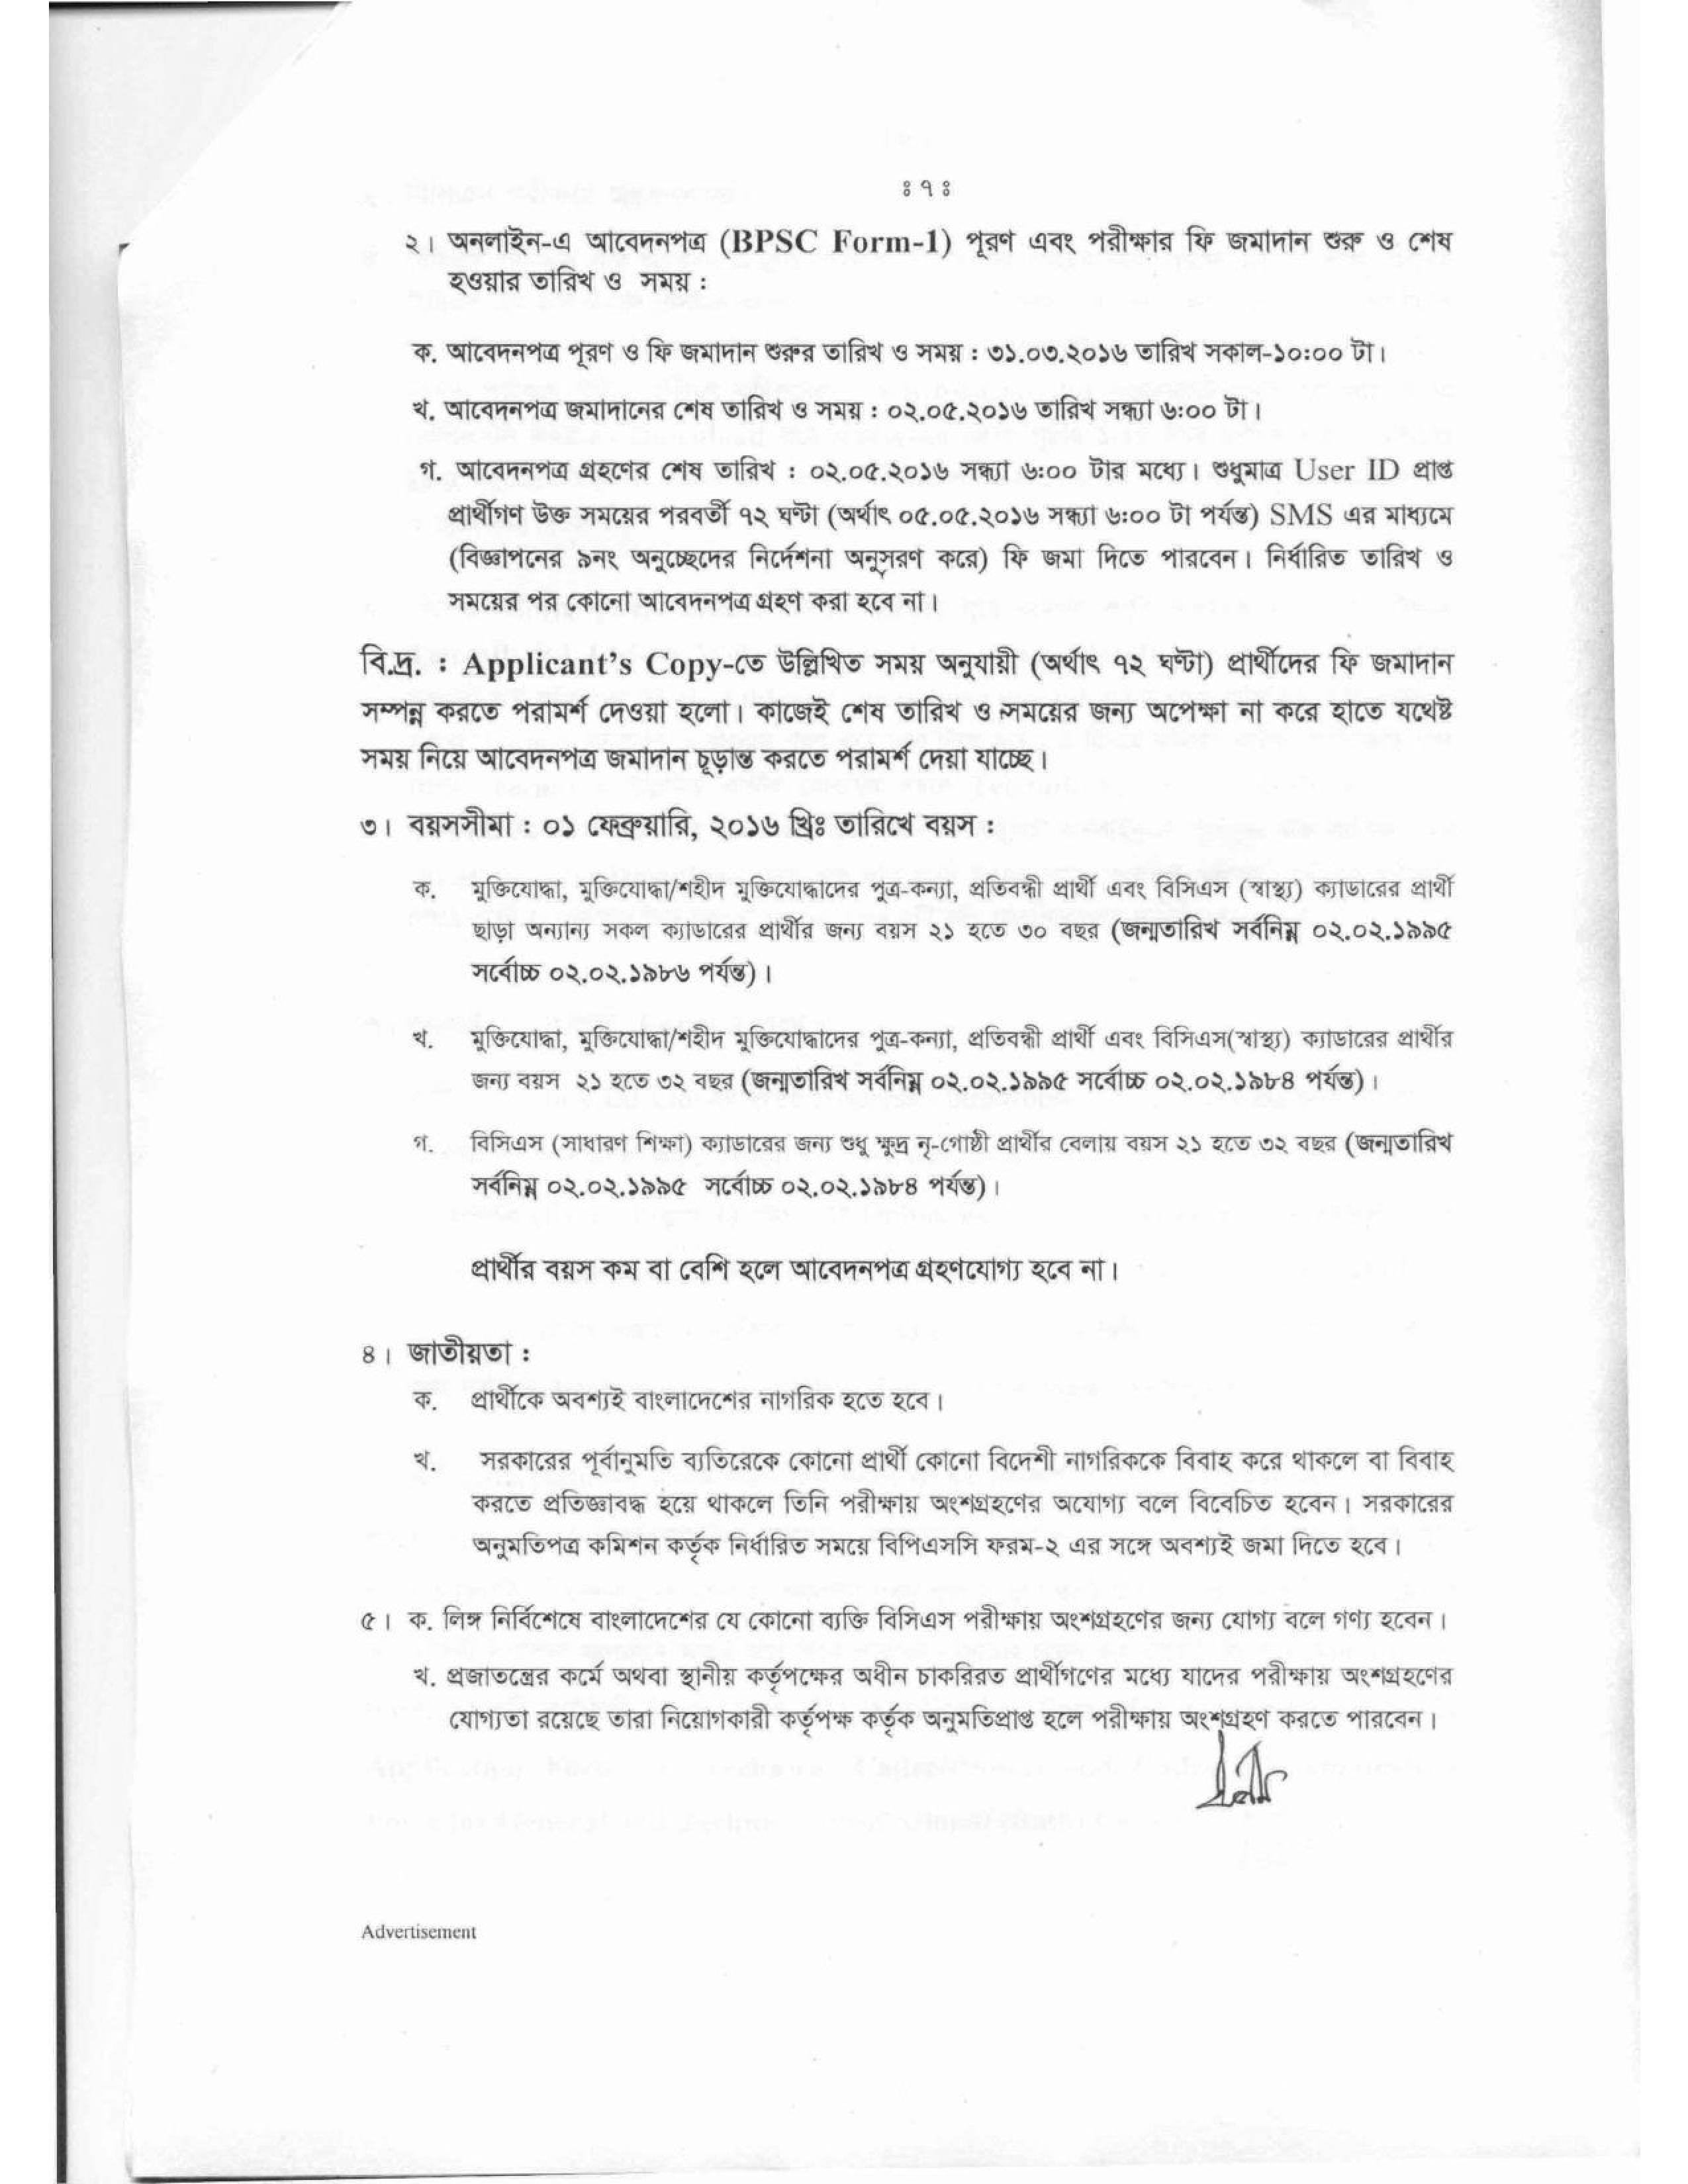 ঃ ৭ ঃ
২। অনলাইন-এ আবেদনপত্র (BPSC Form-1) পূরণ এবং পরীক্ষার ফি জমাদান শুরু ও শেষ
হওয়ার তারিখ ও সময় :
ক. আবেদনপত্র পূরণ ও ফি জমাদান শুরুর তারিখ ও সময় : ৩১.০৩.২০১৬ তারিখ সকাল-১০:০০ টা।
খ. আবেদনপত্র জমাদানের শেষ তারিখ ও সময় : ০২.০৫.২০১৬ তারিখ সন্ধ্যা ৬:০০ টা।
গ. আবেদনপত্র গ্রহণের শেষ তারিখ : ০২.০৫.২০১৬ সন্ধ্যা ৬:০০ টার মধ্যে। শুধুমাত্র User ID প্রাপ্ত
প্রার্থীগণ উক্ত সময়ের পরবর্তী ৭২ ঘণ্টা (অর্থাৎ ০৫.০৫.২০১৬ সন্ধ্যা ৬:০০ টা পর্যন্ত) SMS এর মাধ্যমে
(বিজ্ঞাপনের ৯নং অনুচ্ছেদের নির্দেশনা অনুসরণ করে) ফি জমা দিতে পারবেন। নির্ধারিত তারিখ ও
সময়ের পর কোনো আবেদনপত্র গ্রহণ করা হবে না।
বি.দ্র. : Applicant’s Copy-তে উল্লিখিত সময় অনুযায়ী (অর্থাৎ ৭২ ঘণ্টা) প্রার্থীদের ফি জমাদান
সম্পন্ন করতে পরামর্শ দেওয়া হলো। কাজেই শেষ তারিখ ও সময়ের জন্য অপেক্ষা না করে হাতে যথেষ্ট
সময় নিয়ে আবেদনপত্র জমাদান চূড়ান্ত করতে পরামর্শ দেয়া যাচ্ছে।
৩। বয়সসীমা : ০১ ফেব্রুয়ারি, ২০১৬ খ্রিঃ তারিখে বয়স :
ক. মুক্তিযোদ্ধা, মুক্তিযোদ্ধা/শহীদ মুক্তিযোদ্ধাদের পুত্র-কন্যা, প্রতিবন্ধী প্রার্থী এবং বিসিএস (স্বাস্থ্য) ক্যাডারের প্রার্থী
ছাড়া অন্যান্য সকল ক্যাডারের প্রার্থীর জন্য বয়স ২১ হতে ৩০ বছর (জন্মতারিখ সর্বনিম্ন ০২.০২.১৯৯৫
সর্বোচ্চ ০২.০২.১৯৮৬ পর্যন্ত)।
খ. মুক্তিযোদ্ধা, মুক্তিযোদ্ধা/শহীদ মুক্তিযোদ্ধাদের পুত্র-কন্যা, প্রতিবন্ধী প্রার্থী এবং বিসিএস(স্বাস্থ্য) ক্যাডারের প্রার্থীর
জন্য বয়স ২১ হতে ৩২ বছর (জন্মতারিখ সর্বনিম্ন ০২.০২.১৯৯৫ সর্বোচ্চ ০২.০২.১৯৮৪ পর্যন্ত)।
গ. বিসিএস (সাধারণ শিক্ষা) ক্যাডারের জন্য শুধু ক্ষুদ্র নৃ-গোষ্ঠী প্রার্থীর বেলায় বয়স ২১ হতে ৩২ বছর (জন্মতারিখ
সর্বনিম্ন ০২.০২.১৯৯৫ সর্বোচ্চ ০২.০২.১৯৮৪ পর্যন্ত)।
প্রার্থীর বয়স কম বা বেশি হলে আবেদনপত্র গ্রহণযোগ্য হবে না।
৪। জাতীয়তা :
ক. প্রার্থীকে অবশ্যই বাংলাদেশের নাগরিক হতে হবে।
খ. সরকারের পূর্বানুমতি ব্যতিরেকে কোনো প্রার্থী কোনো বিদেশী নাগরিককে বিবাহ করে থাকলে বা বিবাহ
করতে প্রতিজ্ঞাবদ্ধ হয়ে থাকলে তিনি পরীক্ষায় অংশগ্রহণের অযোগ্য বলে বিবেচিত হবেন। সরকারের
অনুমতিপত্র কমিশন কর্তৃক নির্ধারিত সময়ে বিপিএসসি ফরম-২ এর সঙ্গে অবশ্যই জমা দিতে হবে।
৫। ক. লিঙ্গ নির্বিশেষে বাংলাদেশের যে কোনো ব্যক্তি বিসিএস পরীক্ষায় অংশগ্রহণের জন্য যোগ্য বলে গণ্য হবেন।
খ. প্রজাতন্ত্রের কর্মে অথবা স্থানীয় কর্তৃপক্ষের অধীন চাকরিরত প্রার্থীগণের মধ্যে যাদের পরীক্ষায় অংশগ্রহণের
যোগ্যতা রয়েছে তারা নিয়োগকারী কর্তৃপক্ষ কর্তৃক অনুমতিপ্রাপ্ত হলে পরীক্ষায় অংশগ্রহণ করতে পারবেন।
Advertisement